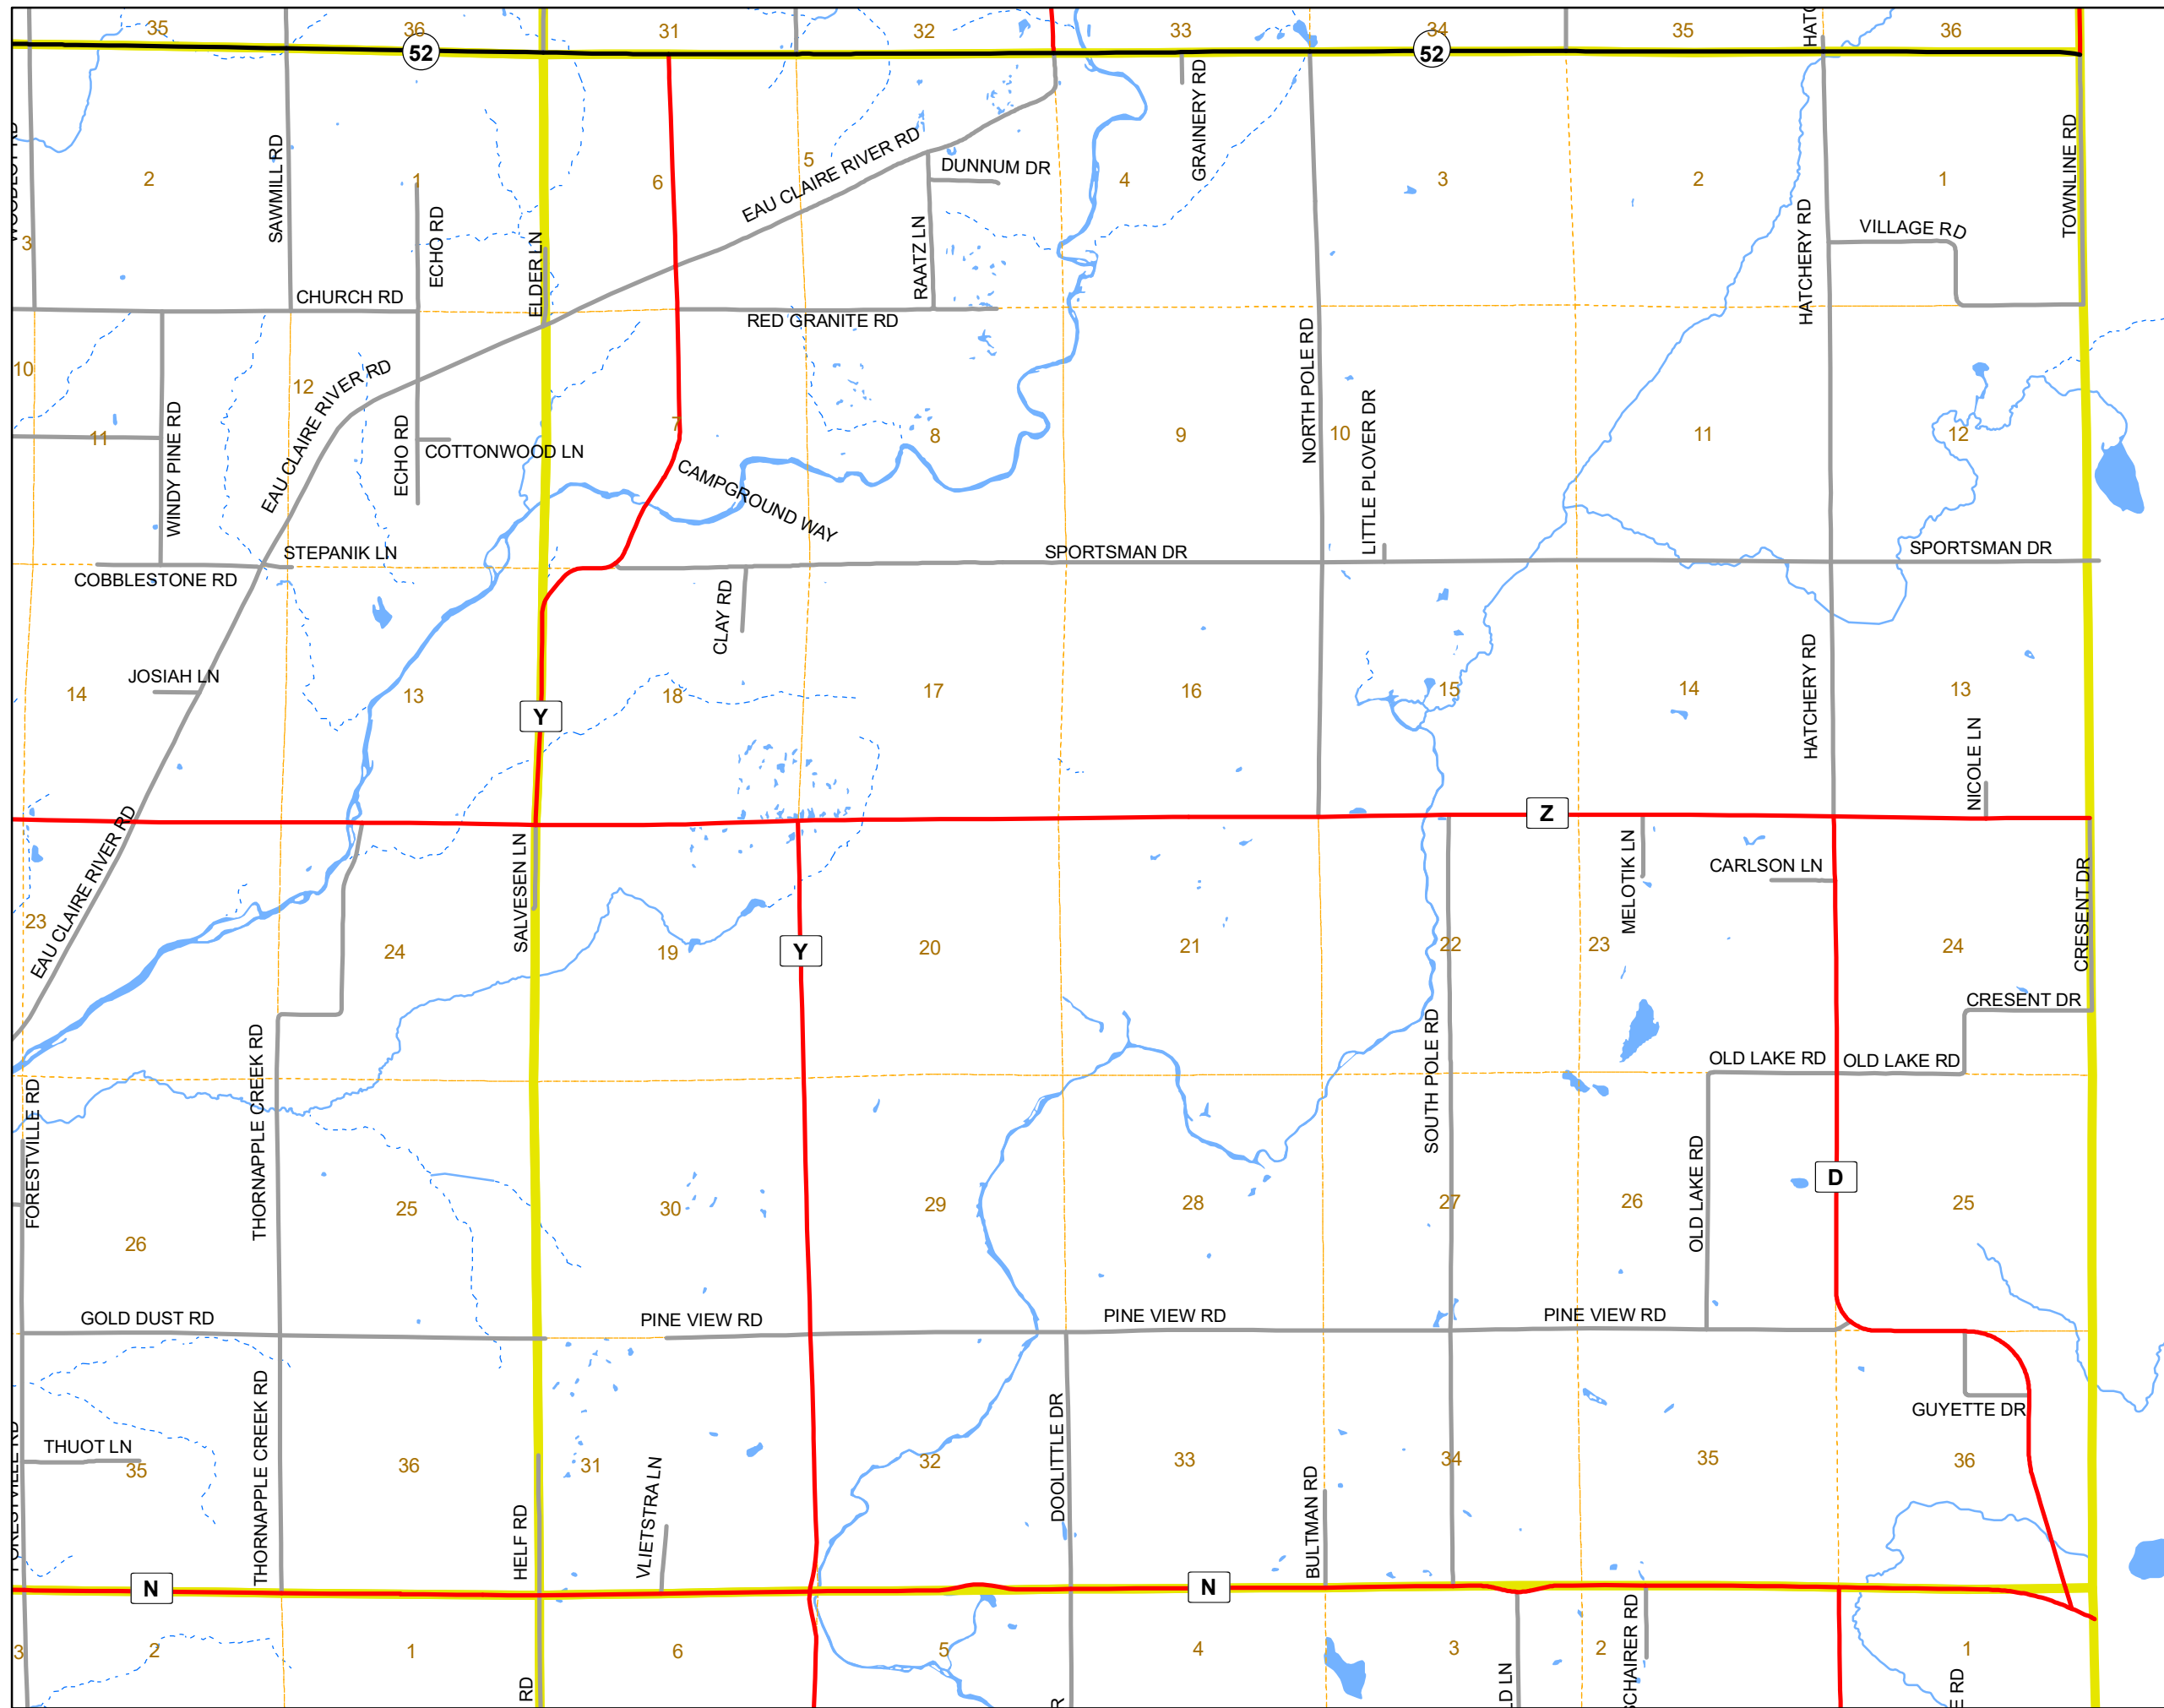 35
36
31
32
33
34
35
36
52
52
GRAINERY RD
TOWNLINE RD
SAWMILL RD
EAU CLAIRE RIVER RD
DUNNUM DR
2
1
6
5
4
3
2
1
ECHO RD
ELDER LN
RAATZ LN
HATCHERY RD
VILLAGE RD
3
CHURCH RD
RED GRANITE RD
NORTH POLE RD
10
12
EAU CLAIRE RIVER RD
LITTLE PLOVER DR
11
WINDY PINE RD
ECHO RD
COTTONWOOD LN
7
8
9
10
11
12
CAMPGROUND WAY
STEPANIK LN
COBBLESTONE RD
SPORTSMAN DR
SPORTSMAN DR
CLAY RD
HATCHERY RD
JOSIAH LN
14
13
Y
18
17
16
15
14
13
NICOLE LN
Z
EAU CLAIRE RIVER RD
SALVESEN LN
MELOTIK LN
CARLSON LN
CRESENT DR
23
24
19
Y
20
21
22
23
24
CRESENT DR
THORNAPPLE CREEK RD
SOUTH POLE RD
OLD LAKE RD
OLD LAKE RD
FORESTVILLE RD
OLD LAKE RD
D
26
25
30
29
28
27
26
25
GOLD DUST RD
PINE VIEW RD
PINE VIEW RD
PINE VIEW RD
THORNAPPLE CREEK RD
DOOLITTLE DR
GUYETTE DR
THUOT LN
35
36
31
VLIETSTRA LN
32
33
34
35
36
HELF RD
BULTMAN RD
N
N
3
2
1
6
5
4
3
2
1
RD
SCHAIRER RD
LN
RD